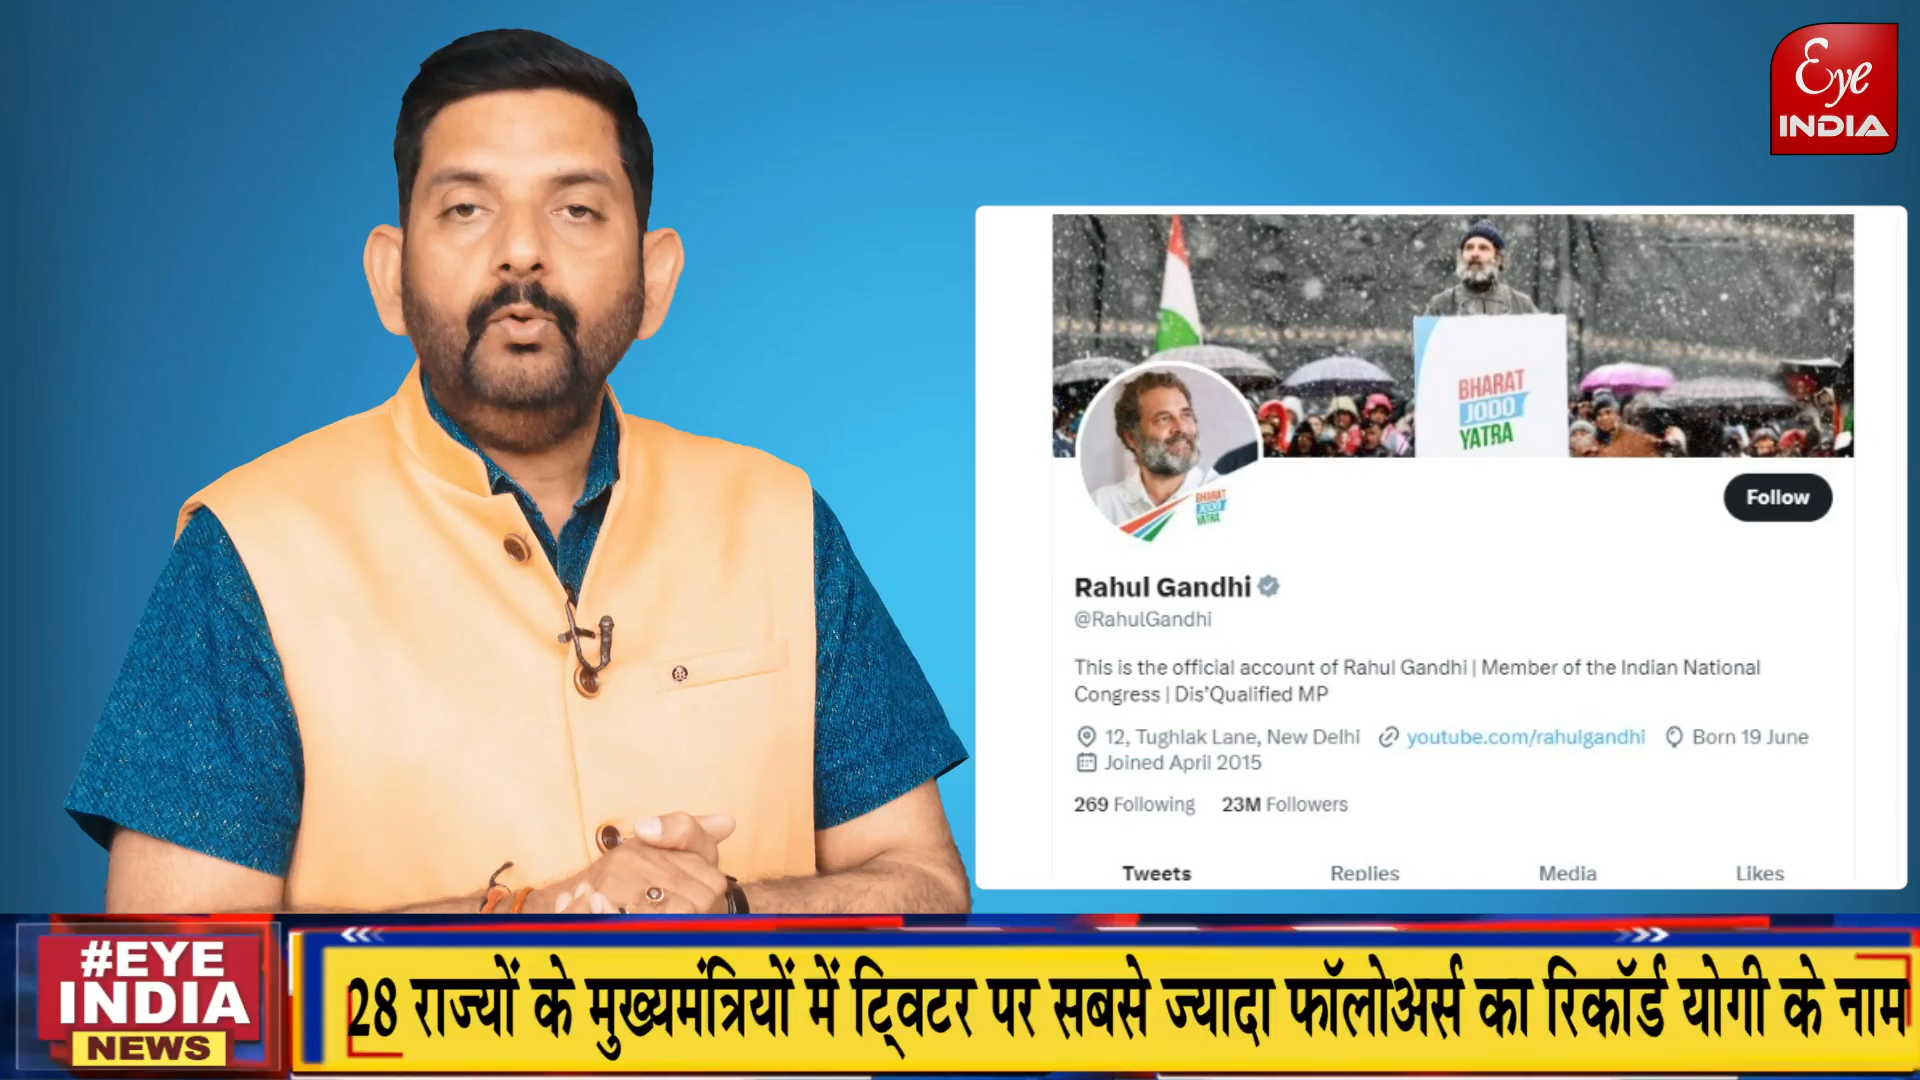 Eye
INDIA
BHARAT
JODO
YATRA
BHARAT
JODO
YATRA
Follow
Rahul Gandhi
@RahulGandhi
This is the official account of Rahul Gandhi | Member of the Indian National
Congress | Dis'Qualified MP
12, Tughlak Lane, New Delhi youtube.com/rahulgandhi Born 19 June
Joined April 2015
269 Following 23M Followers
Tweets Replies Media Likes
#EYE
INDIA
NEWS
28 राज्यों के मुख्यमंत्रियों में ट्विटर पर सबसे ज्यादा फॉलोअर्स का रिकॉर्ड योगी के नाम